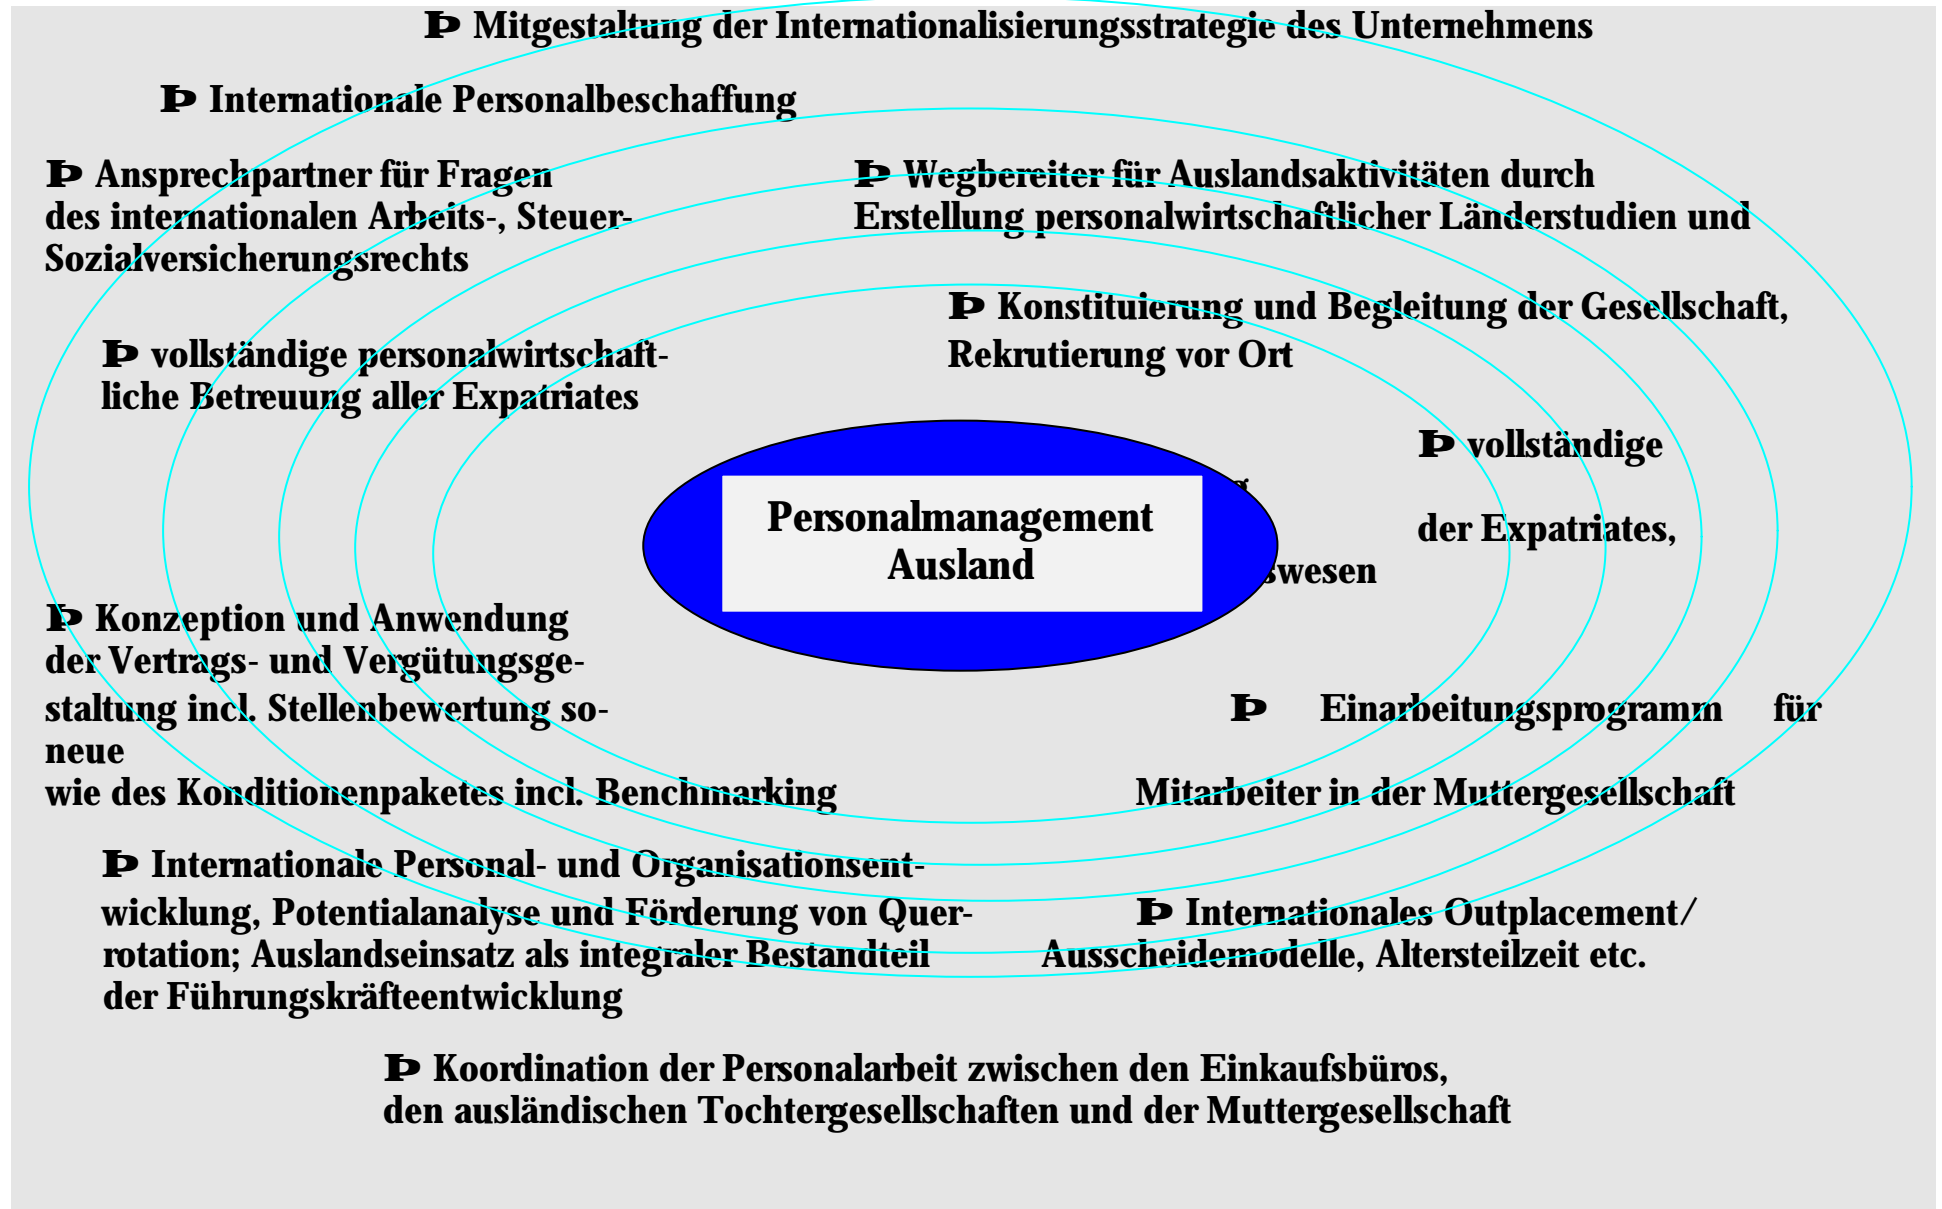 Þ Mitgestaltung der Internationalisierungsstrategie des Unternehmens
Þ Internationale Personalbeschaffung
Þ Ansprechpartner für Fragen
des internationalen Arbeits-, Steuer-
Sozialversicherungsrechts
Þ Wegbereiter für Auslandsaktivitäten durch
Erstellung personalwirtschaftlicher Länderstudien und
Þ Konstituierung und Begleitung der Gesellschaft,
Rekrutierung vor Ort
Þ vollständige personalwirtschaft-
liche Betreuung aller Expatriates
Þ vollständige
der Expatriates,
swesen
Personalmanagement
Ausland
Þ Konzeption und Anwendung
der Vertrags- und Vergütungsge-
staltung incl. Stellenbewertung so-
neue
wie des Konditionenpaketes incl. Benchmarking
Þ Einarbeitungsprogramm für
Mitarbeiter in der Muttergesellschaft
Þ Internationale Personal- und Organisationsent-
wicklung, Potentialanalyse und Förderung von Quer-
rotation; Auslandseinsatz als integraler Bestandteil
der Führungskräfteentwicklung
Þ Internationales Outplacement/
Ausscheidemodelle, Altersteilzeit etc.
Þ Koordination der Personalarbeit zwischen den Einkaufsbüros,
den ausländischen Tochtergesellschaften und der Muttergesellschaft